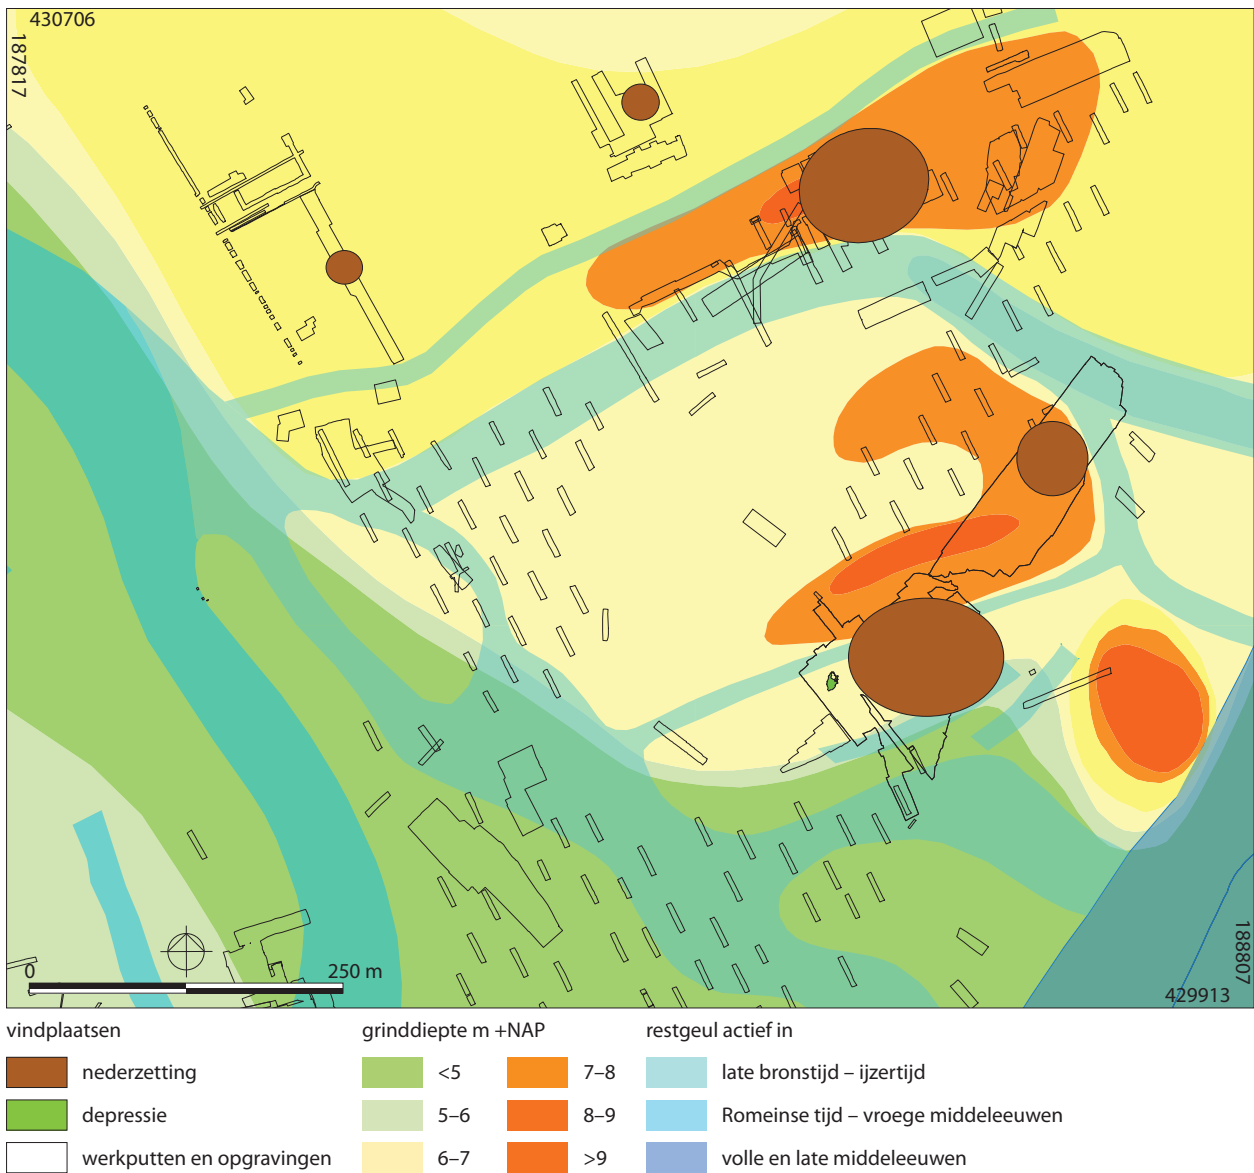 430706
187817
0 250 m
188807
429913
vindplaatsen
nederzetting
depressie
werkputten en opgravingen
grinddiepte m +NAP
<5
5–6
6–7
7–8
8–9
>9
restgeul actief in
late bronstijd – ijzertijd
Romeinse tijd – vroege middeleeuwen
volle en late middeleeuwen